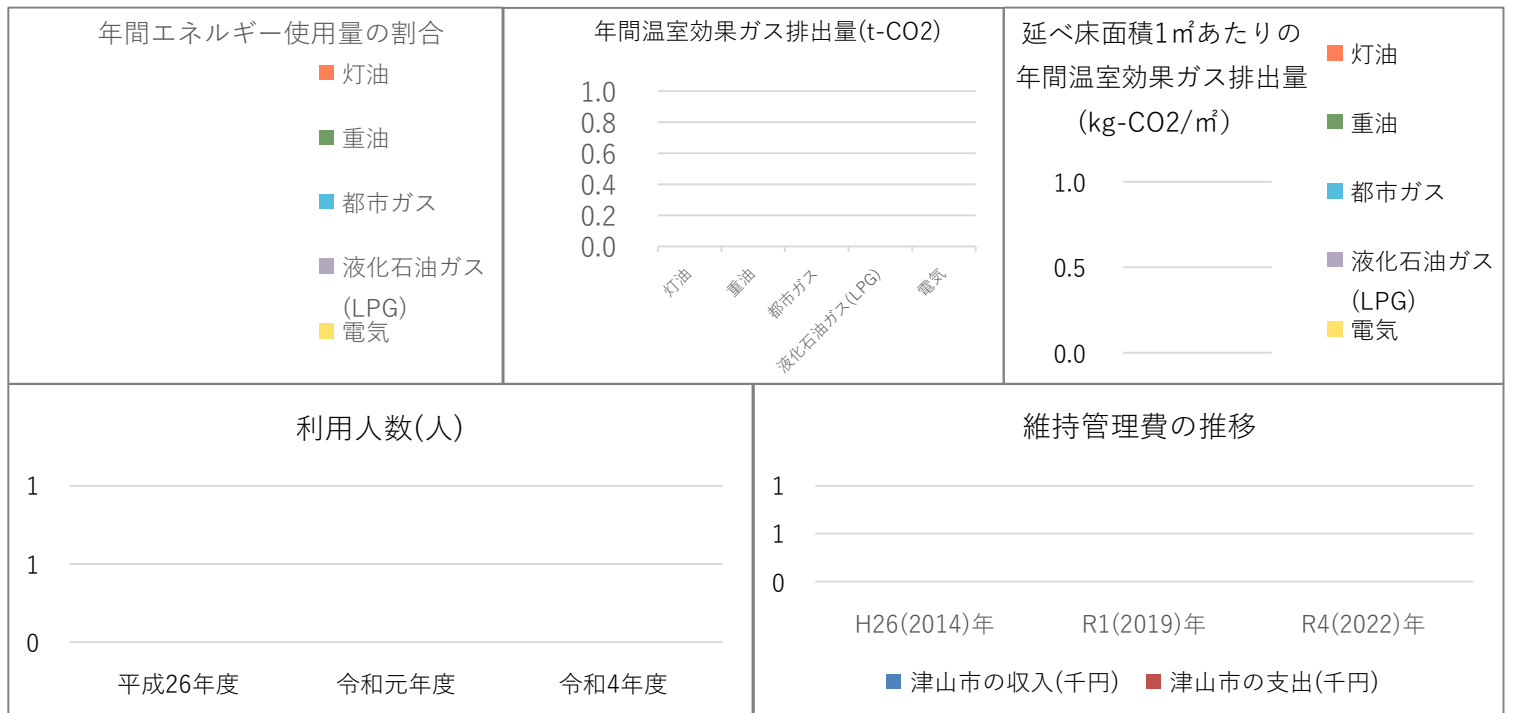 年間エネルギー使用量の割合
灯油
重油
都市ガス
液化石油ガス
(LPG)
電気
年間温室効果ガス排出量(t-CO2)
1.0
0.8
0.6
0.4
0.2
0.0
灯油
重油
都市ガス
液化石油ガス(LPG)
電気
延べ床面積1㎡あたりの
年間温室効果ガス排出量
(kg-CO2/㎡)
1.0
0.5
0.0
灯油
重油
都市ガス
液化石油ガス
(LPG)
電気
利用人数(人)
1
1
0
平成26年度
令和元年度
令和4年度
維持管理費の推移
1
1
0
H26(2014)年
R1(2019)年
R4(2022)年
津山市の収入(千円)
津山市の支出(千円)